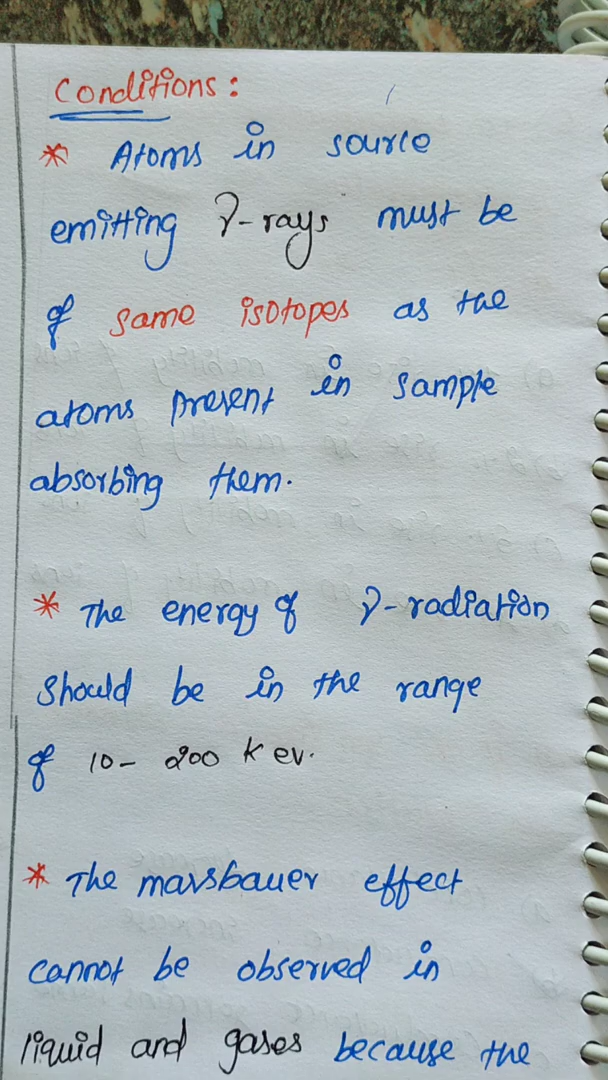 Conditions:
* Atoms in source
emitting γ-rays must be
of same isotopes as the
atoms present in sample
absorbing them.
* The energy of γ-radiation
should be in the range
of 10- 200 kev.
* The mavsbauer effect
cannot be observed in
liquid and gases because the